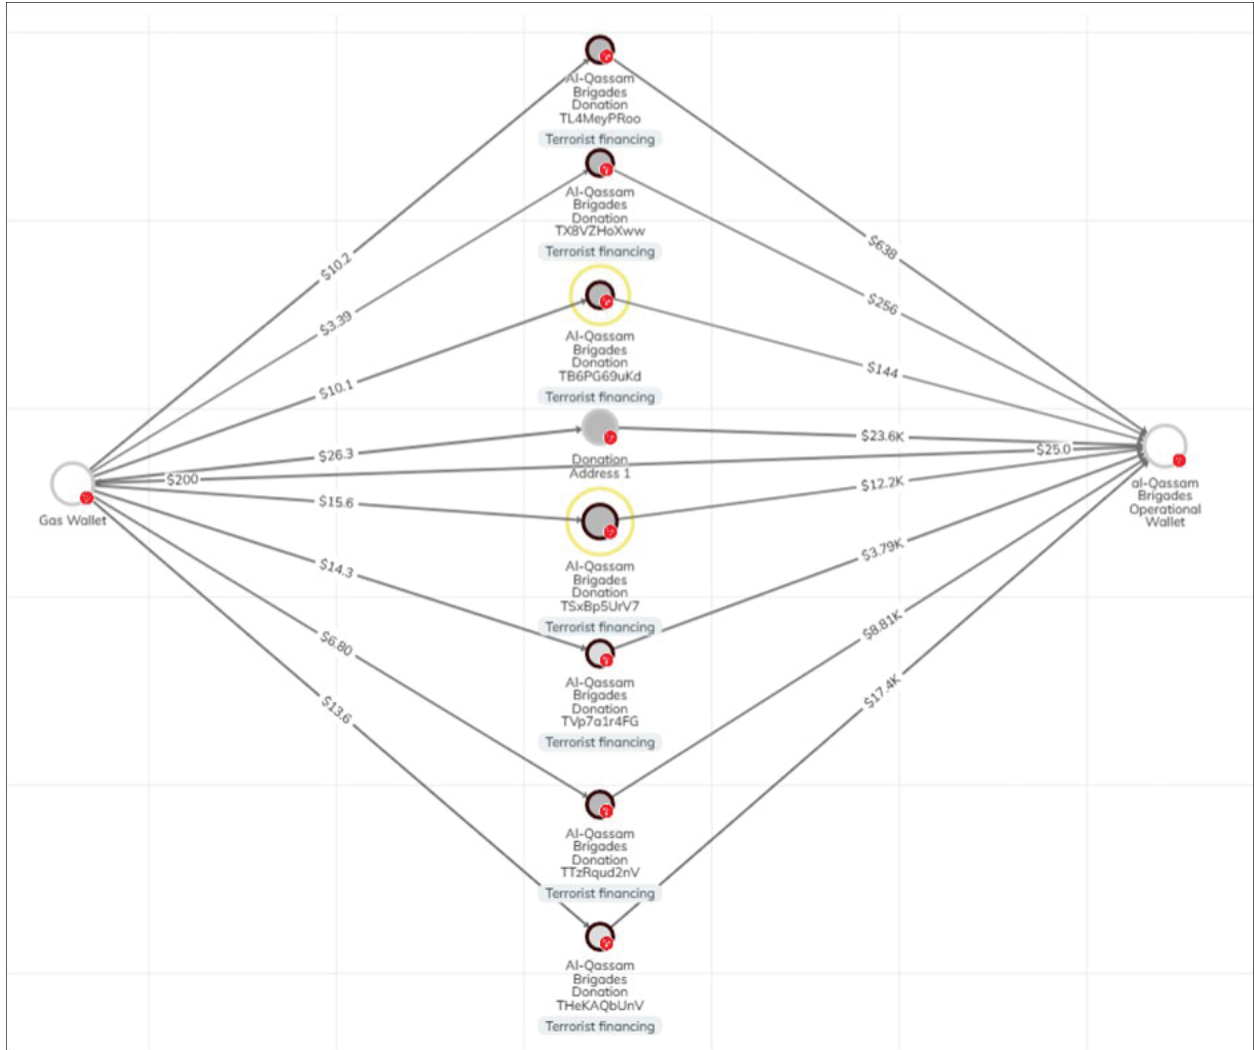 Al-Qassam
Brigades
Donation
TL4MeyPRoo
Terrorist financing
Al-Qassam
Brigades
Donation
TX8VZHoXww
Terrorist financing
$10.2
$638
$3.39
$256
Al-Qassam
Brigades
Donation
TB6PG69uKd
Terrorist financing
$10.1
$144
$26.3
$23.6K
Donation
Address 1
$200
$25.0
Gas Wallet
al-Qassam
Brigades
Operational
Wallet
$15.6
$12.2K
Al-Qassam
Brigades
Donation
TSxBp5UrV7
Terrorist financing
$14.3
$3.79K
Al-Qassam
Brigades
Donation
TVp7a1r4FG
Terrorist financing
$6.80
$8.81K
$13.6
$17.4K
Al-Qassam
Brigades
Donation
TTzRqud2nV
Terrorist financing
Al-Qassam
Brigades
Donation
THeKAQbUnV
Terrorist financing